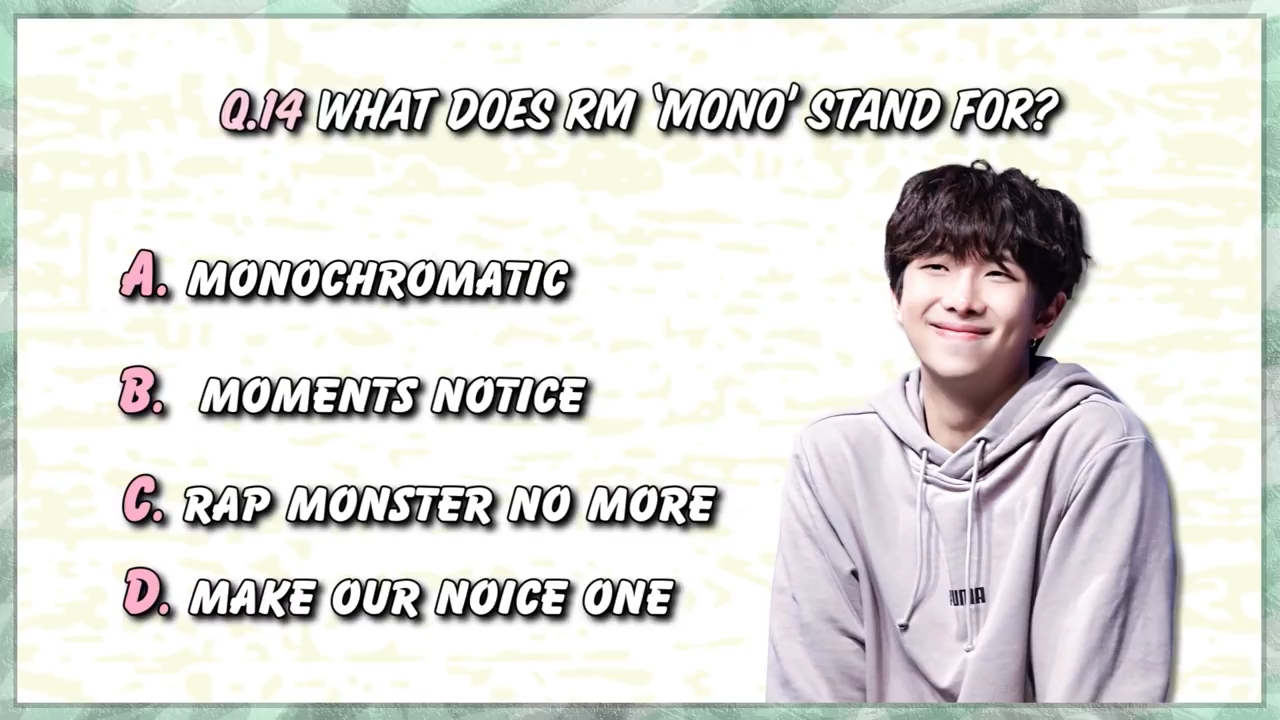 Q.14 WHAT DOES RM 'MONO' STAND FOR?
A. MONOCHROMATIC
B. MOMENTS NOTICE
C. RAP MONSTER NO MORE
D. MAKE OUR NOICE ONE